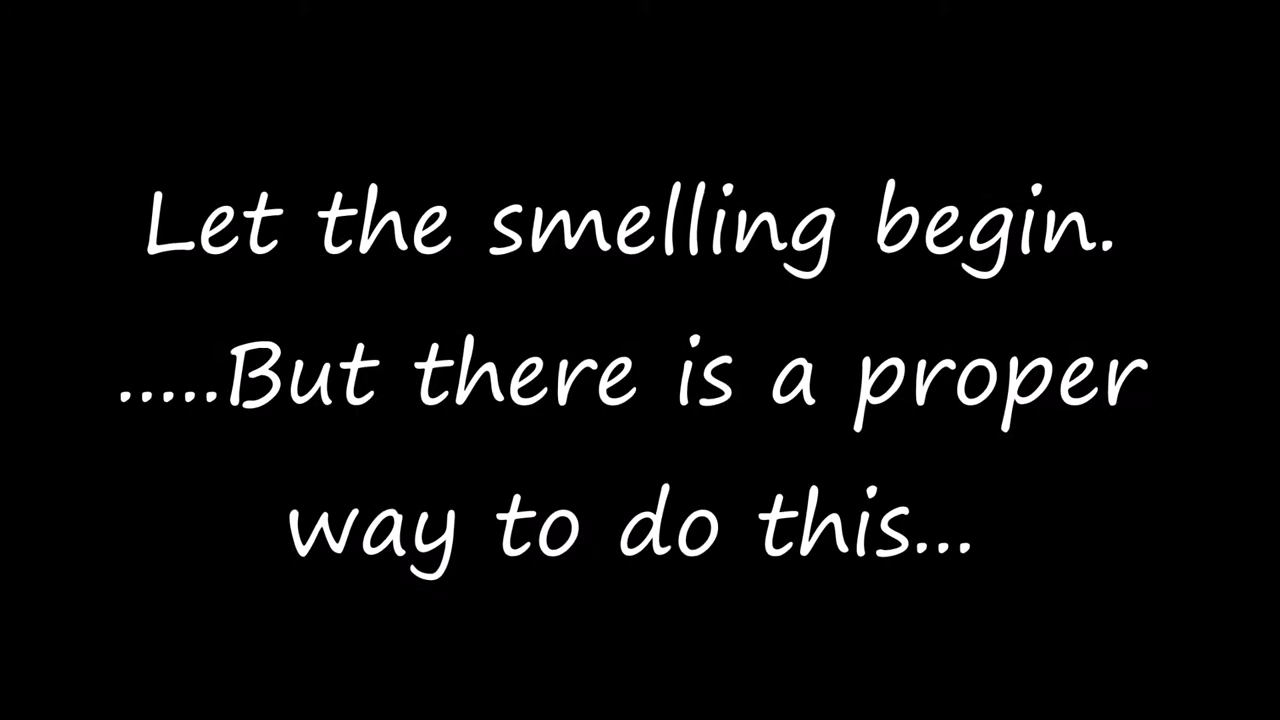 Let the smelling begin.
.....But there is a proper
way to do this...